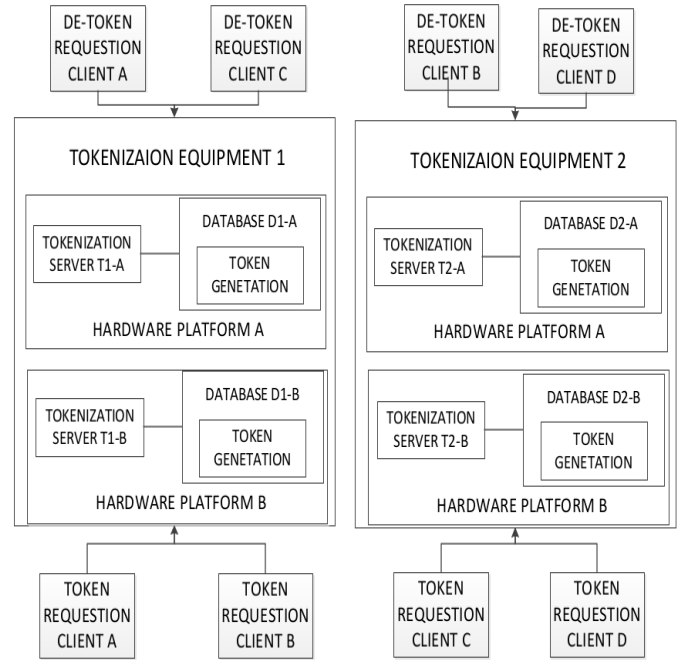 DE-TOKEN
REQUESTION
CLIENT A
DE-TOKEN
REQUESTION
CLIENT C
DE-TOKEN
REQUESTION
CLIENT B
DE-TOKEN
REQUESTION
CLIENT D
TOKENIZAION EQUIPMENT 1
TOKENIZATION
SERVER T1-A
DATABASE D1-A
TOKEN
GENETATION
HARDWARE PLATFORM A
TOKENIZATION
SERVER T1-B
DATABASE D1-B
TOKEN
GENETATION
HARDWARE PLATFORM B
TOKENIZAION EQUIPMENT 2
TOKENIZATION
SERVER T2-A
DATABASE D2-A
TOKEN
GENETATION
HARDWARE PLATFORM A
TOKENIZATION
SERVER T2-B
DATABASE D2-B
TOKEN
GENETATION
HARDWARE PLATFORM B
TOKEN
REQUESTION
CLIENT A
TOKEN
REQUESTION
CLIENT B
TOKEN
REQUESTION
CLIENT C
TOKEN
REQUESTION
CLIENT D